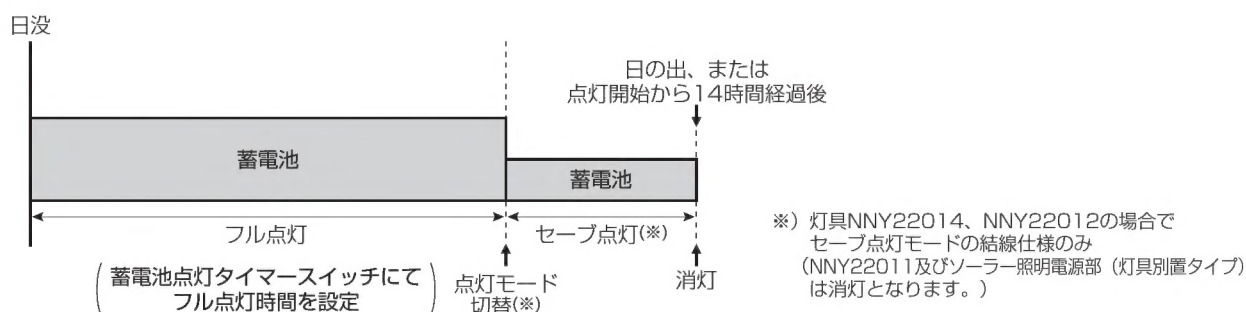 日没
日の出、または
点灯開始から14時間経過後
蓄電池
蓄電池
フル点灯
セーブ点灯(※)
蓄電池点灯タイマースイッチにて
フル点灯時間を設定
点灯モード
切替(※)
消灯
※）灯具NNY22014、NNY22012の場合で
セーブ点灯モードの結線仕様のみ
（NNY22011及びソーラー照明電源部（灯具別置タイプ）
は消灯となります。）